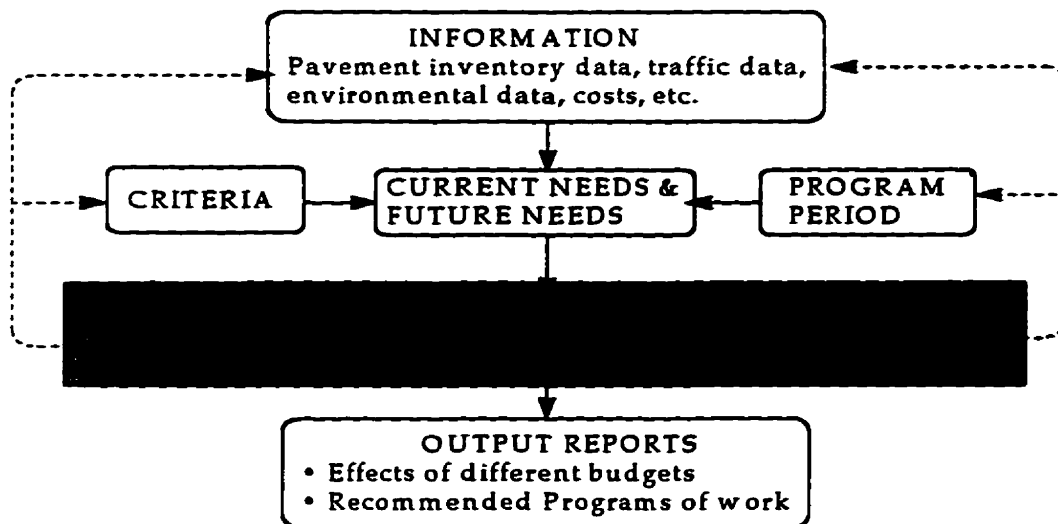 INFORMATION
Pavement inventory data, traffic data,
environmental data, costs, etc.
CRITERIA
CURRENT NEEDS &
FUTURE NEEDS
PROGRAM
PERIOD
OUTPUT REPORTS
• Effects of different budgets
• Recommended Programs of work